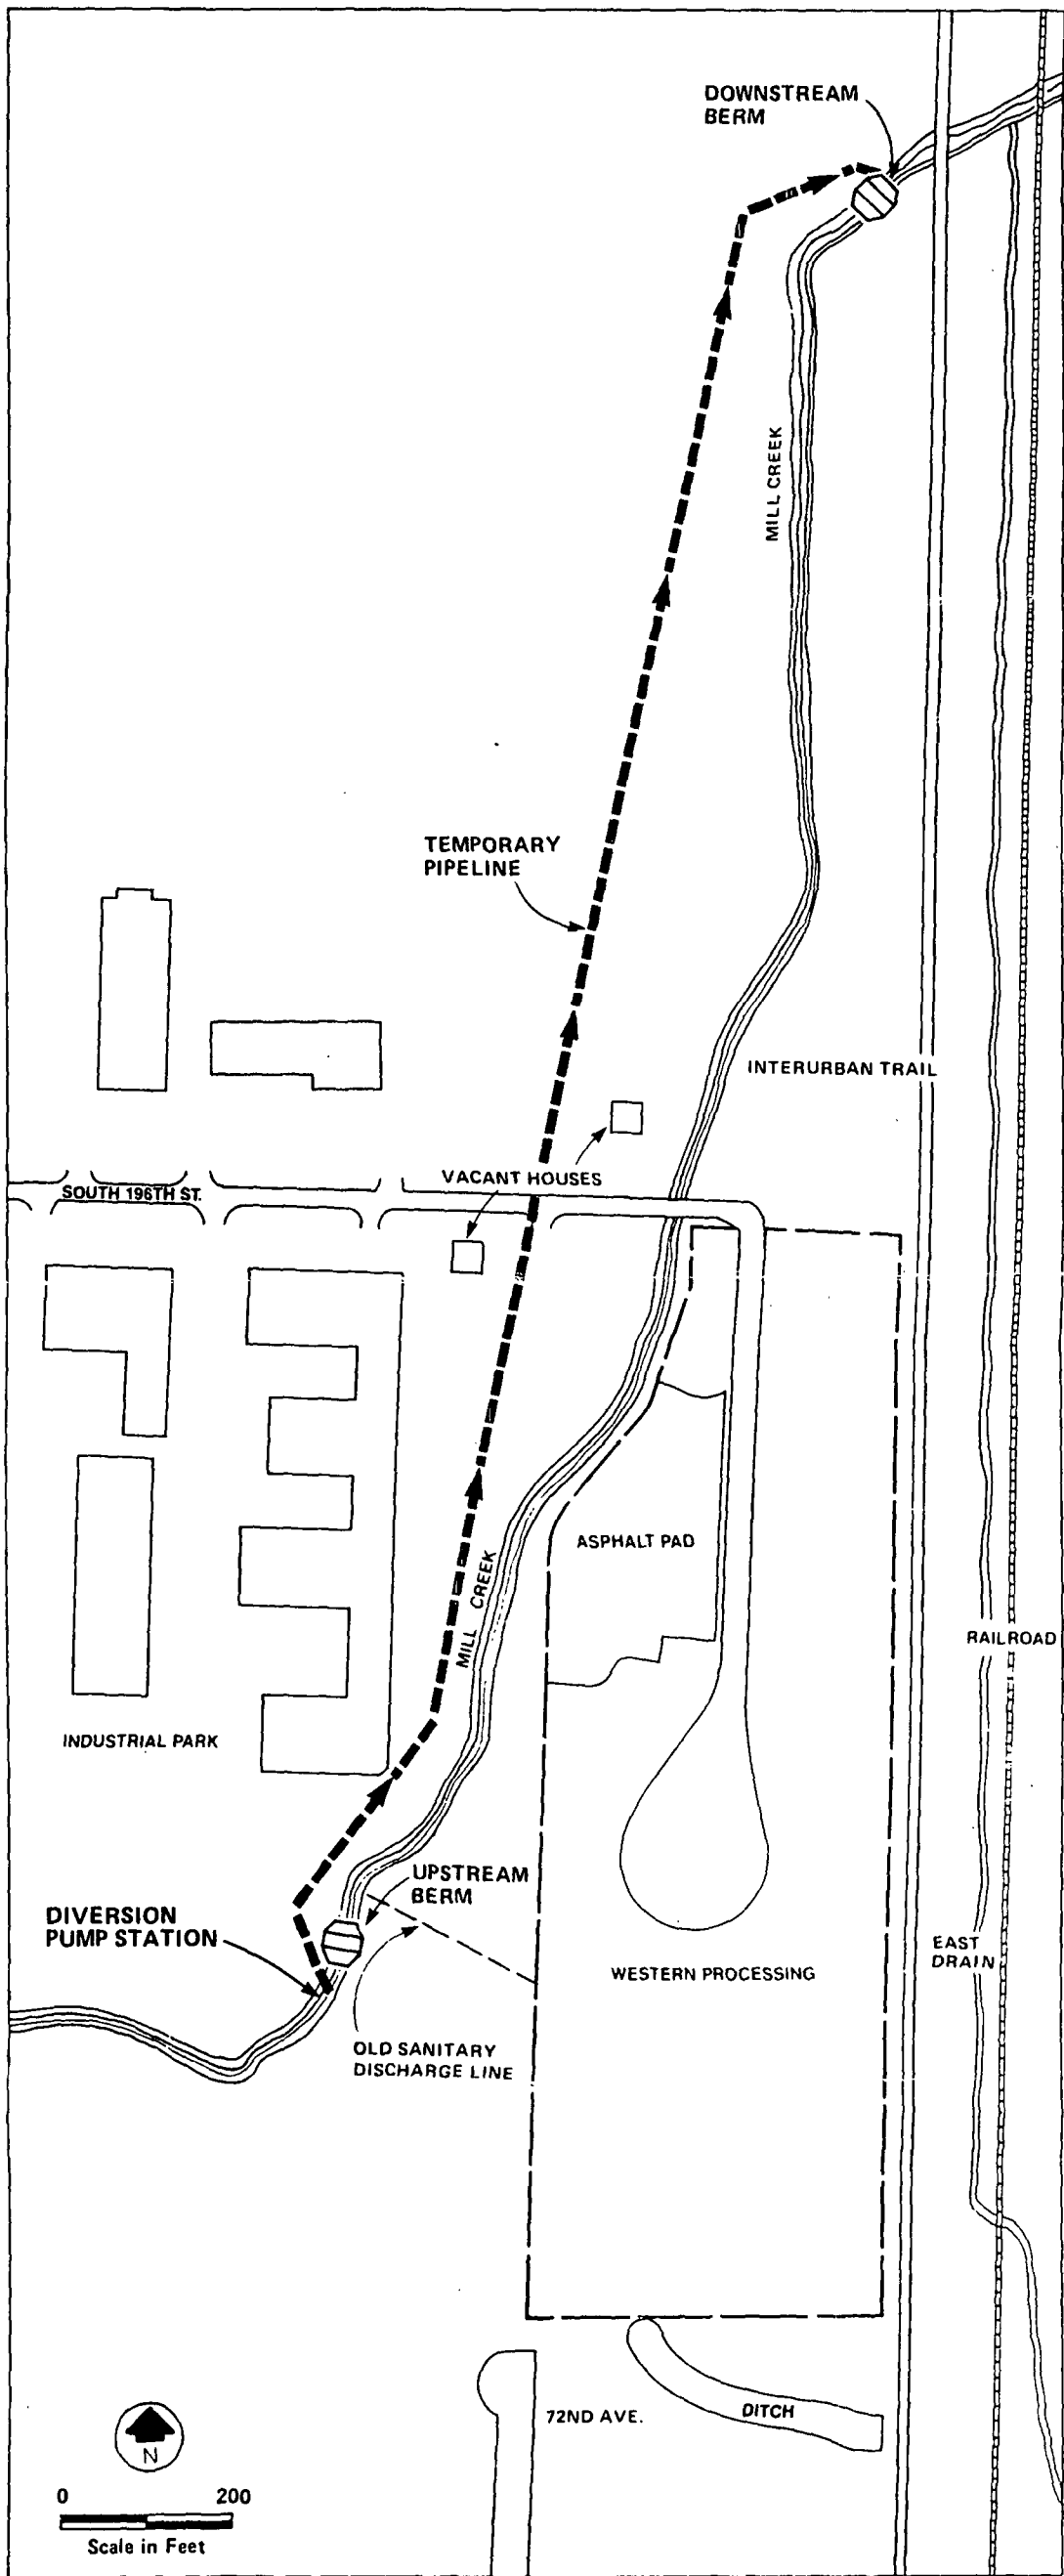 DOWNSTREAM
BERM
MILL CREEK
TEMPORARY
PIPELINE
INTERURBAN TRAIL
VACANT HOUSES
SOUTH 196TH ST.
ASPHALT PAD
MILL CREEK
RAILROAD
INDUSTRIAL PARK
UPSTREAM
BERM
DIVERSION
PUMP STATION
EAST
DRAIN
WESTERN PROCESSING
OLD SANITARY
DISCHARGE LINE
72ND AVE.
DITCH
N
0 200
Scale in Feet